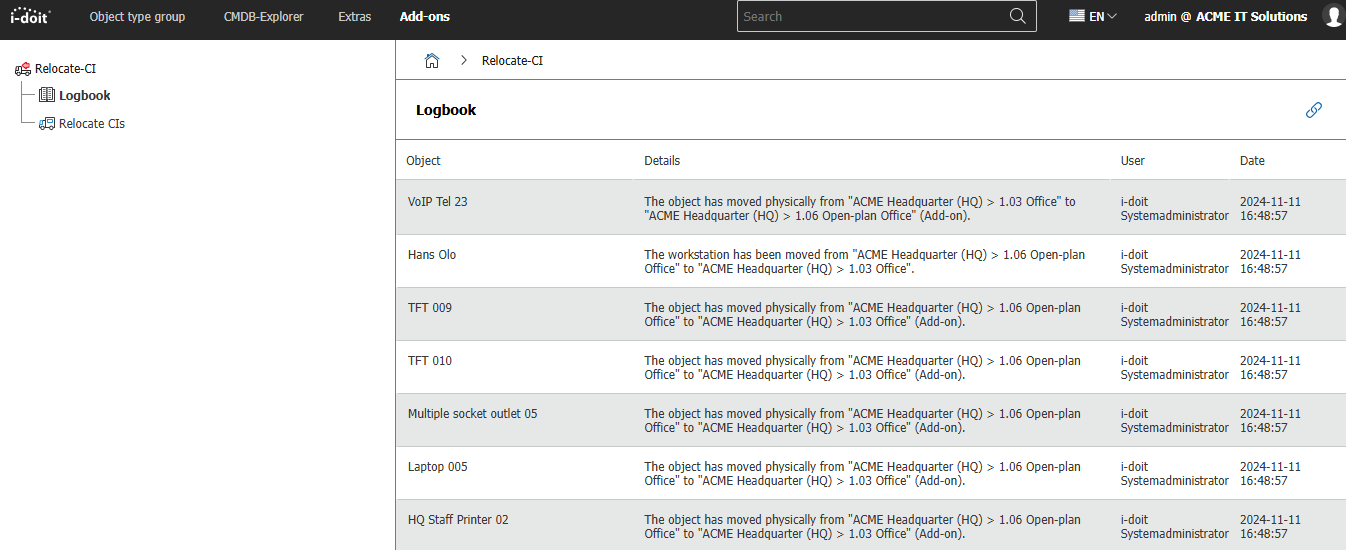 i-doit Object type group CMDB-Explorer Extras Add-ons Search EN admin @ ACME IT Solutions
Relocate-CI
Logbook
Relocate CIs
Relocate-CI
Logbook
Object Details User Date
VoIP Tel 23
The object has moved physically from "ACME Headquarter (HQ) > 1.03 Office" to
"ACME Headquarter (HQ) > 1.06 Open-plan Office" (Add-on).
i-doit
Systemadministrator
2024-11-11
16:48:57
Hans Olo
The workstation has been moved from "ACME Headquarter (HQ) > 1.06 Open-plan
Office" to "ACME Headquarter (HQ) > 1.03 Office".
i-doit
Systemadministrator
2024-11-11
16:48:57
TFT 009
The object has moved physically from "ACME Headquarter (HQ) > 1.06 Open-plan
Office" to "ACME Headquarter (HQ) > 1.03 Office" (Add-on).
i-doit
Systemadministrator
2024-11-11
16:48:57
TFT 010
The object has moved physically from "ACME Headquarter (HQ) > 1.06 Open-plan
Office" to "ACME Headquarter (HQ) > 1.03 Office" (Add-on).
i-doit
Systemadministrator
2024-11-11
16:48:57
Multiple socket outlet 05
The object has moved physically from "ACME Headquarter (HQ) > 1.06 Open-plan
Office" to "ACME Headquarter (HQ) > 1.03 Office" (Add-on).
i-doit
Systemadministrator
2024-11-11
16:48:57
Laptop 005
The object has moved physically from "ACME Headquarter (HQ) > 1.06 Open-plan
Office" to "ACME Headquarter (HQ) > 1.03 Office" (Add-on).
i-doit
Systemadministrator
2024-11-11
16:48:57
HQ Staff Printer 02
The object has moved physically from "ACME Headquarter (HQ) > 1.06 Open-plan
Office" to "ACME Headquarter (HQ) > 1.03 Office" (Add-on).
i-doit
Systemadministrator
2024-11-11
16:48:57